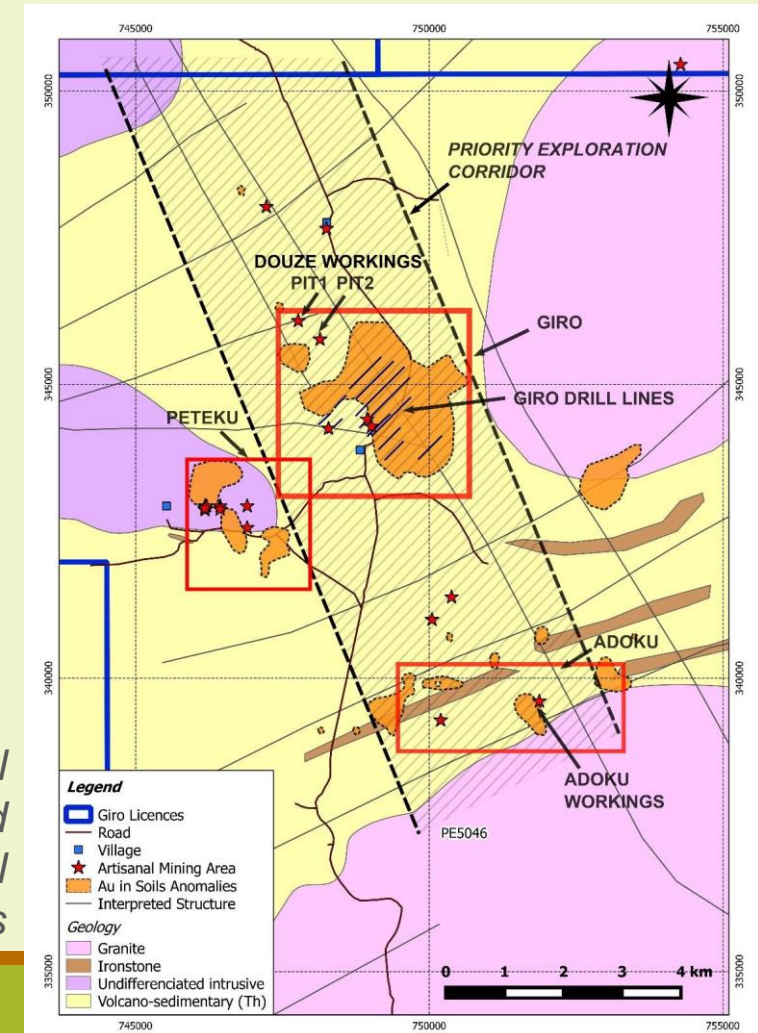 745000 750000 755000
350000
350000
PRIORITY EXPLORATION
CORRIDOR
DOUZE WORKINGS
PIT1 PIT2
GIRO
345000
345000
GIRO DRILL LINES
PETEKU
ADOKU
340000
340000
ADOKU
WORKINGS
PE5046
Legend
Giro Licences
Road
Village
Artisanal Mining Area
Au in Soils Anomalies
Interpreted Structure
Geology
Granite
Ironstone
Undifferenciated intrusive
Volcano-sedimentary (Th)
0 1 2 3 4 km
335000
335000
745000 750000 755000
l
d
l
s